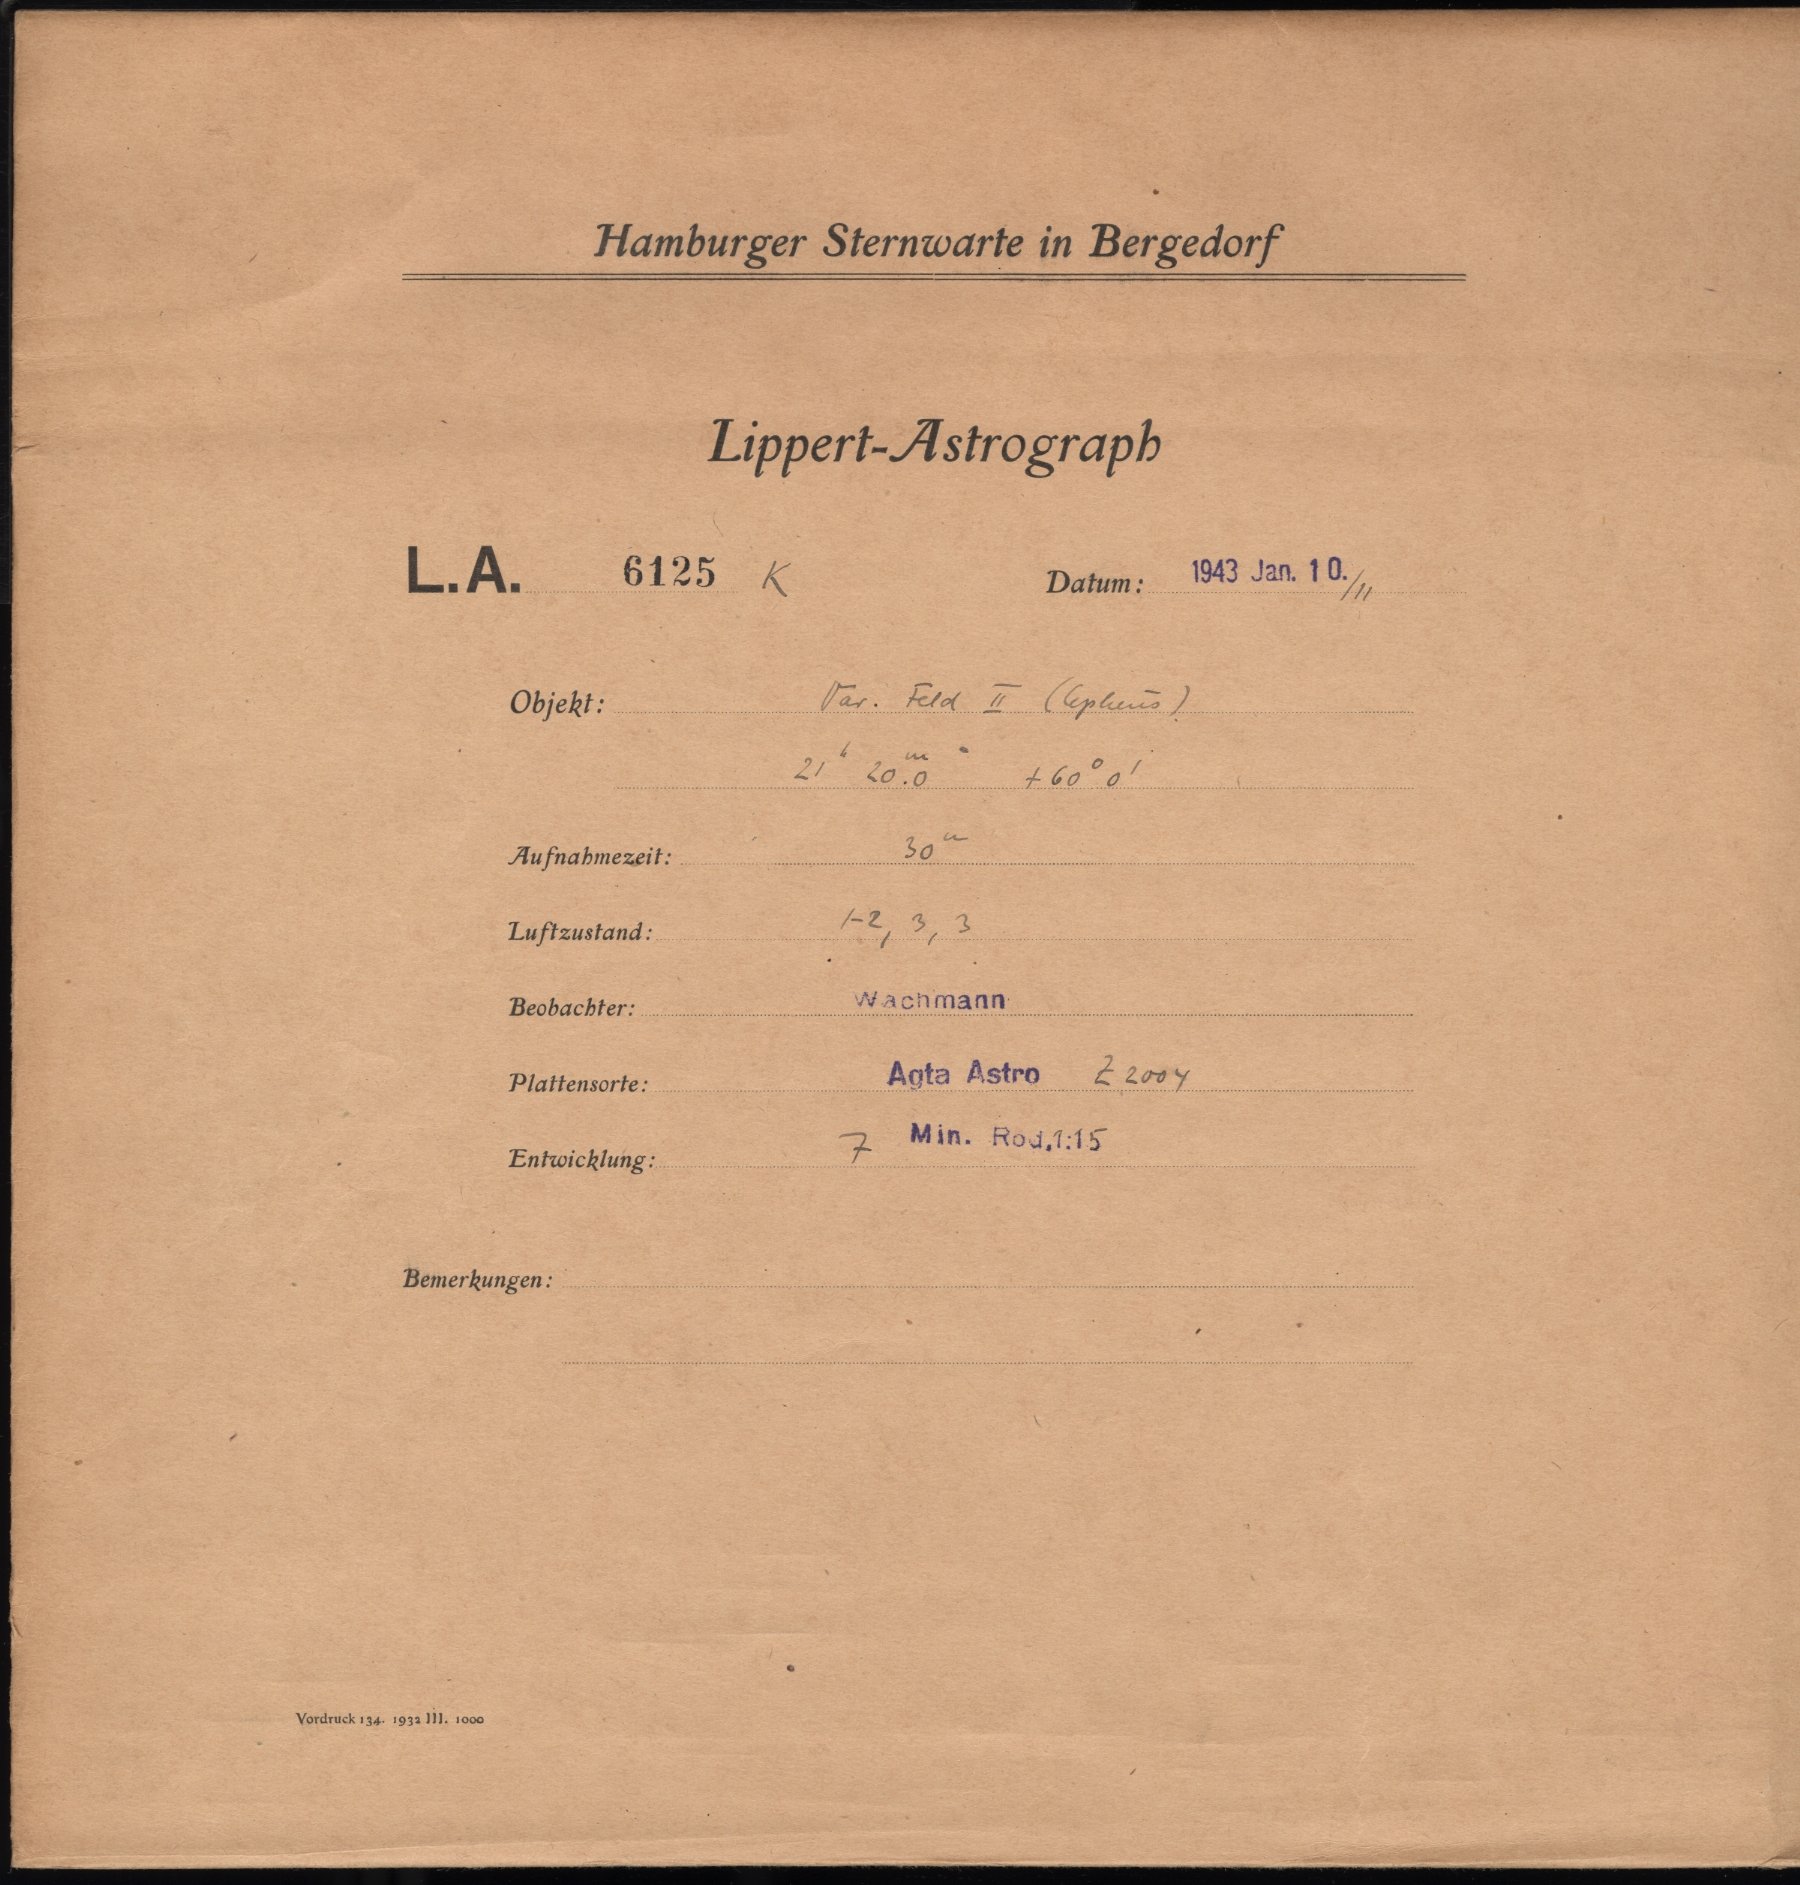 Hamburger Sternwarte in Bergedorf
Lippert-Astrograph
L.A. 6125 K Datum: 1943 Jan. 10./11
Objekt: Var. Feld II (Cepheus)
21h 20.0m +60° 0'
Aufnahmezeit: 30m
Luftzustand: 1-2, 3, 3
Beobachter: Wachmann
Plattensorte: Agfa Astro Z 2004
Entwicklung: 7 Min. Rod. 1:15
Bemerkungen:
Vordruck 134. 1932 III. 1000